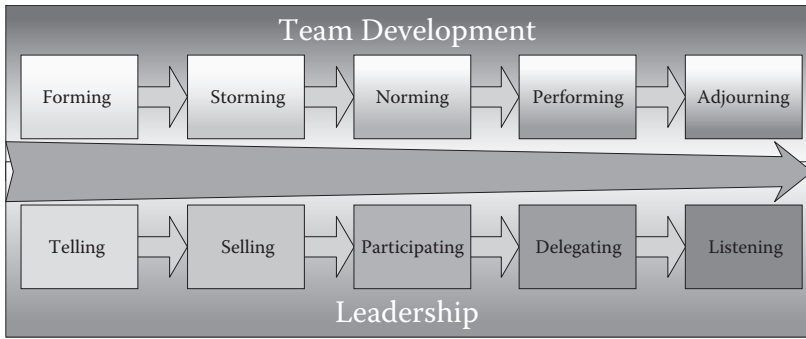 Team Development
Forming
Storming
Norming
Performing
Adjourning
Telling
Selling
Participating
Delegating
Listening
Leadership